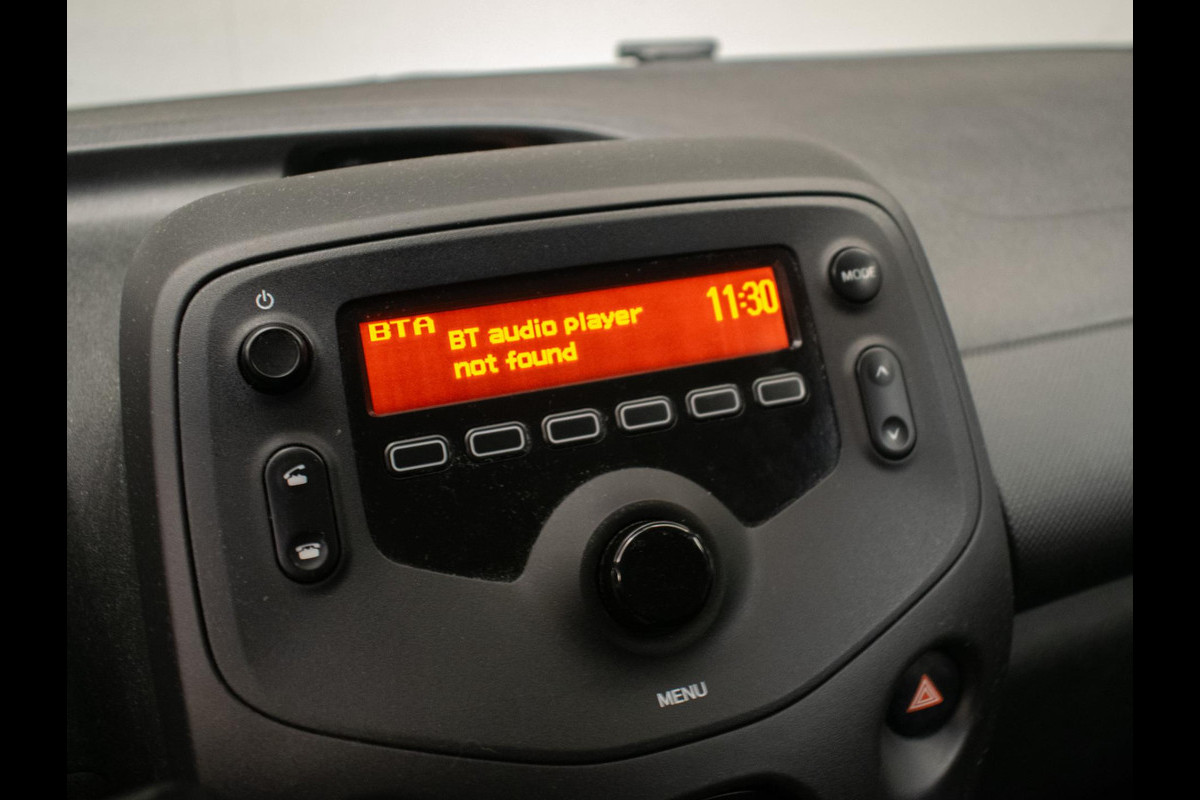 BTA
BT audio player
not found
11:30
MODE
MENU